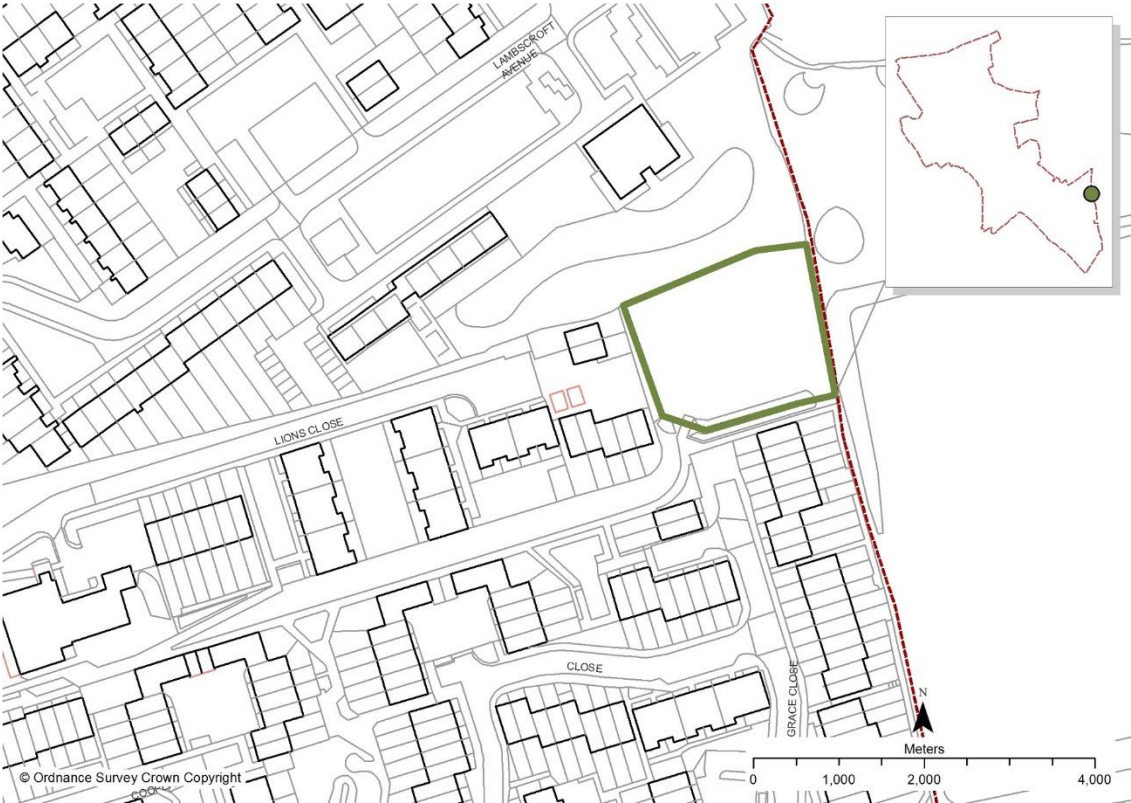 LAMBSCROFT
AVENUE
LIONS CLOSE
CLOSE
GRACE CLOSE
N
Meters
0 1,000 2,000 4,000
© Ordnance Survey Crown Copyright